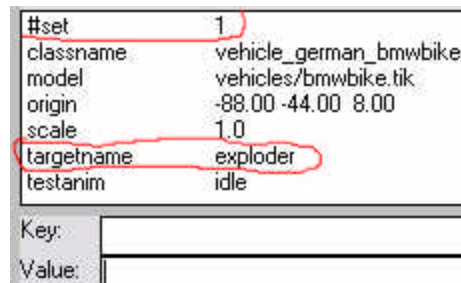 #set 1
classname vehicle_german_bmwbike
model vehicles/bmwbike.tik
origin -88.00 -44.00 8.00
scale 1.0
targetname exploder
testanim idle
Key:
Value: